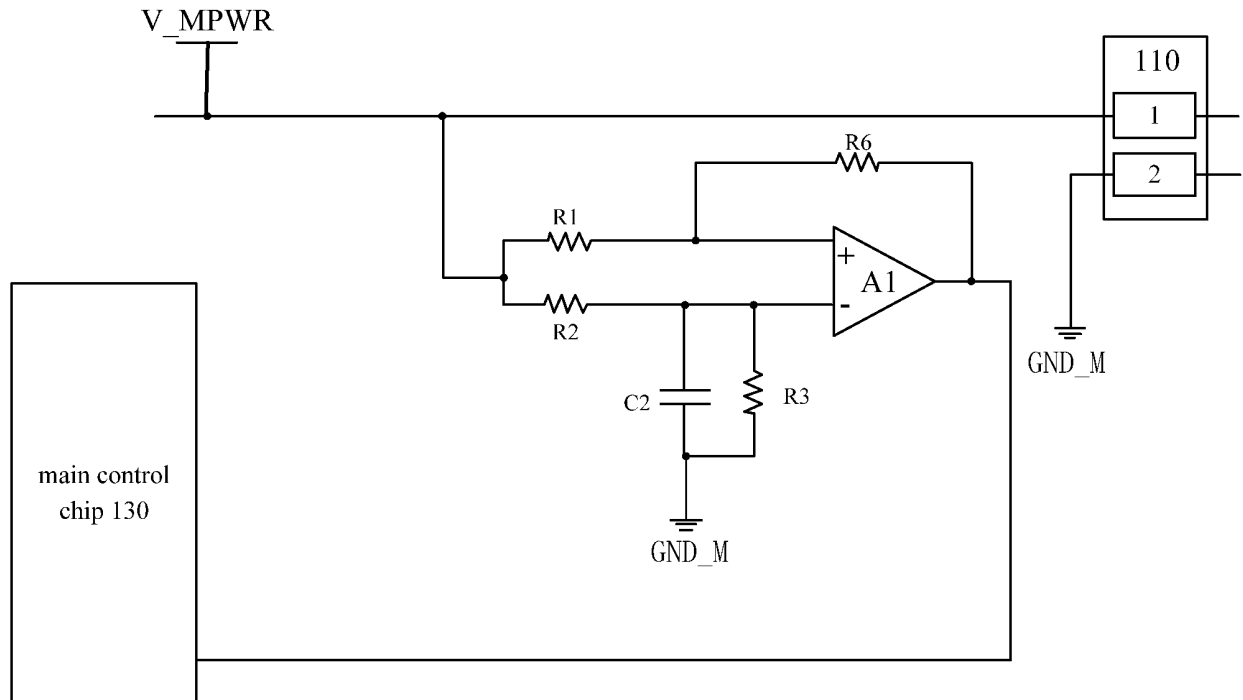 V_MPWR
110
1
R6
2
R1
+
A1
-
R2
GND_M
C2
R3
main control
chip 130
GND_M